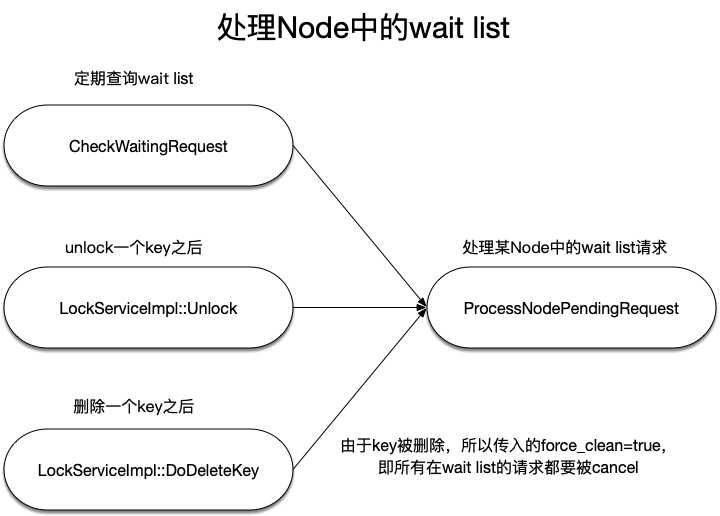 处理Node中的wait list
定期查询wait list
CheckWaitingRequest
unlock一个key之后
处理某Node中的wait list请求
LockServiceImpl::Unlock
ProcessNodePendingRequest
删除一个key之后
LockServiceImpl::DoDeleteKey
由于key被删除，所以传入的force_clean=true，
即所有在wait list的请求都要被cancel